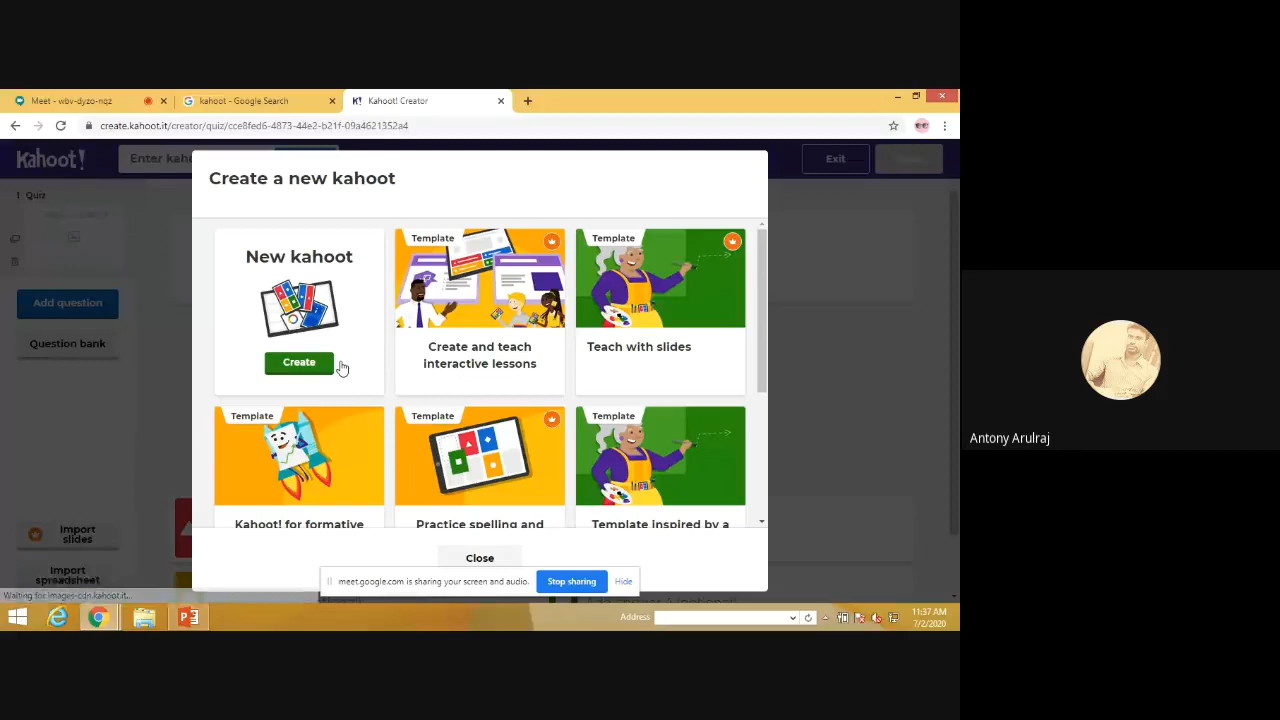 Meet - wbv-dyzo-nqz
kahoot - Google Search
K! Kahoot! Creator
create.kahoot.it/creator/quiz/cce8fed6-4873-44e2-b21f-09a4621352a4
Kahoot!
Enter kah
Exit
Create a new kahoot
1 Quiz
Add question
Question bank
Import slides
Import spreadsheet
New kahoot
Create
Template
Create and teach
interactive lessons
Template
Teach with slides
Template
Kahoot! for formative
Template
Practice spelling and
Template
Template inspired by a
Close
meet.google.com is sharing your screen and audio.
Stop sharing
Hide
Waiting for images-cdn.kahoot.it...
Address
11:37 AM
7/2/2020
Antony Arulraj